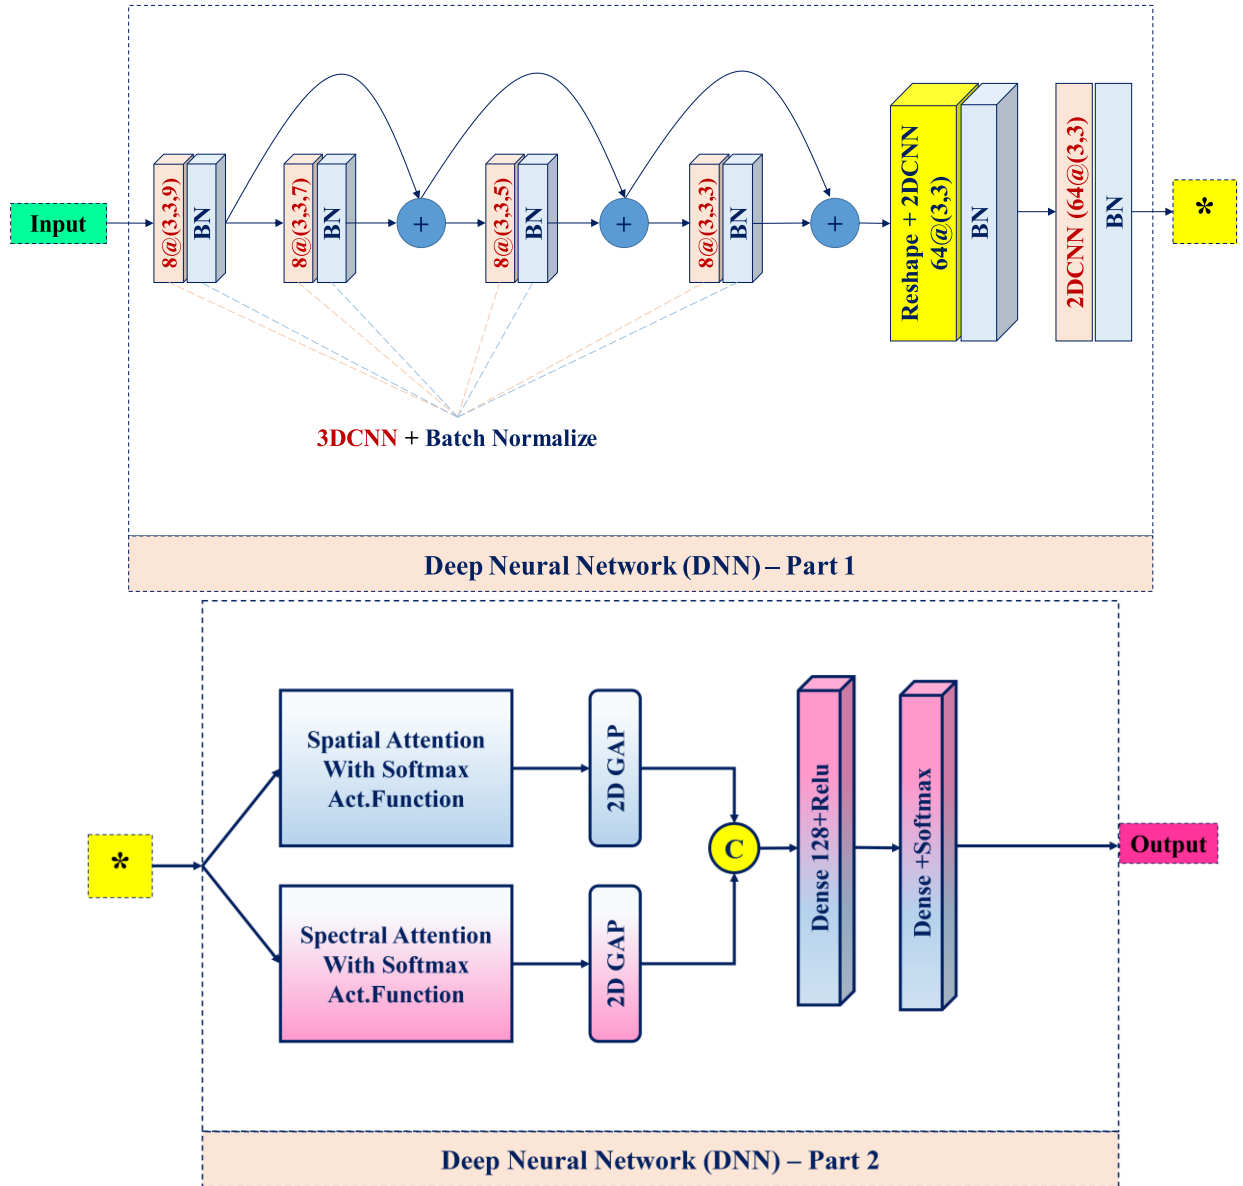 Input
8@(3,3,9)
BN
8@(3,3,7)
BN
+
8@(3,3,5)
BN
+
8@(3,3,3)
BN
+
Reshape + 2DCNN
64@(3,3)
BN
2DCNN (64@(3,3)
BN
*
3DCNN + Batch Normalize
Deep Neural Network (DNN) – Part 1
*
Spatial Attention
With Softmax
Act.Function
2D GAP
Spectral Attention
With Softmax
Act.Function
2D GAP
C
Dense 128+Relu
Dense +Softmax
Output
Deep Neural Network (DNN) – Part 2